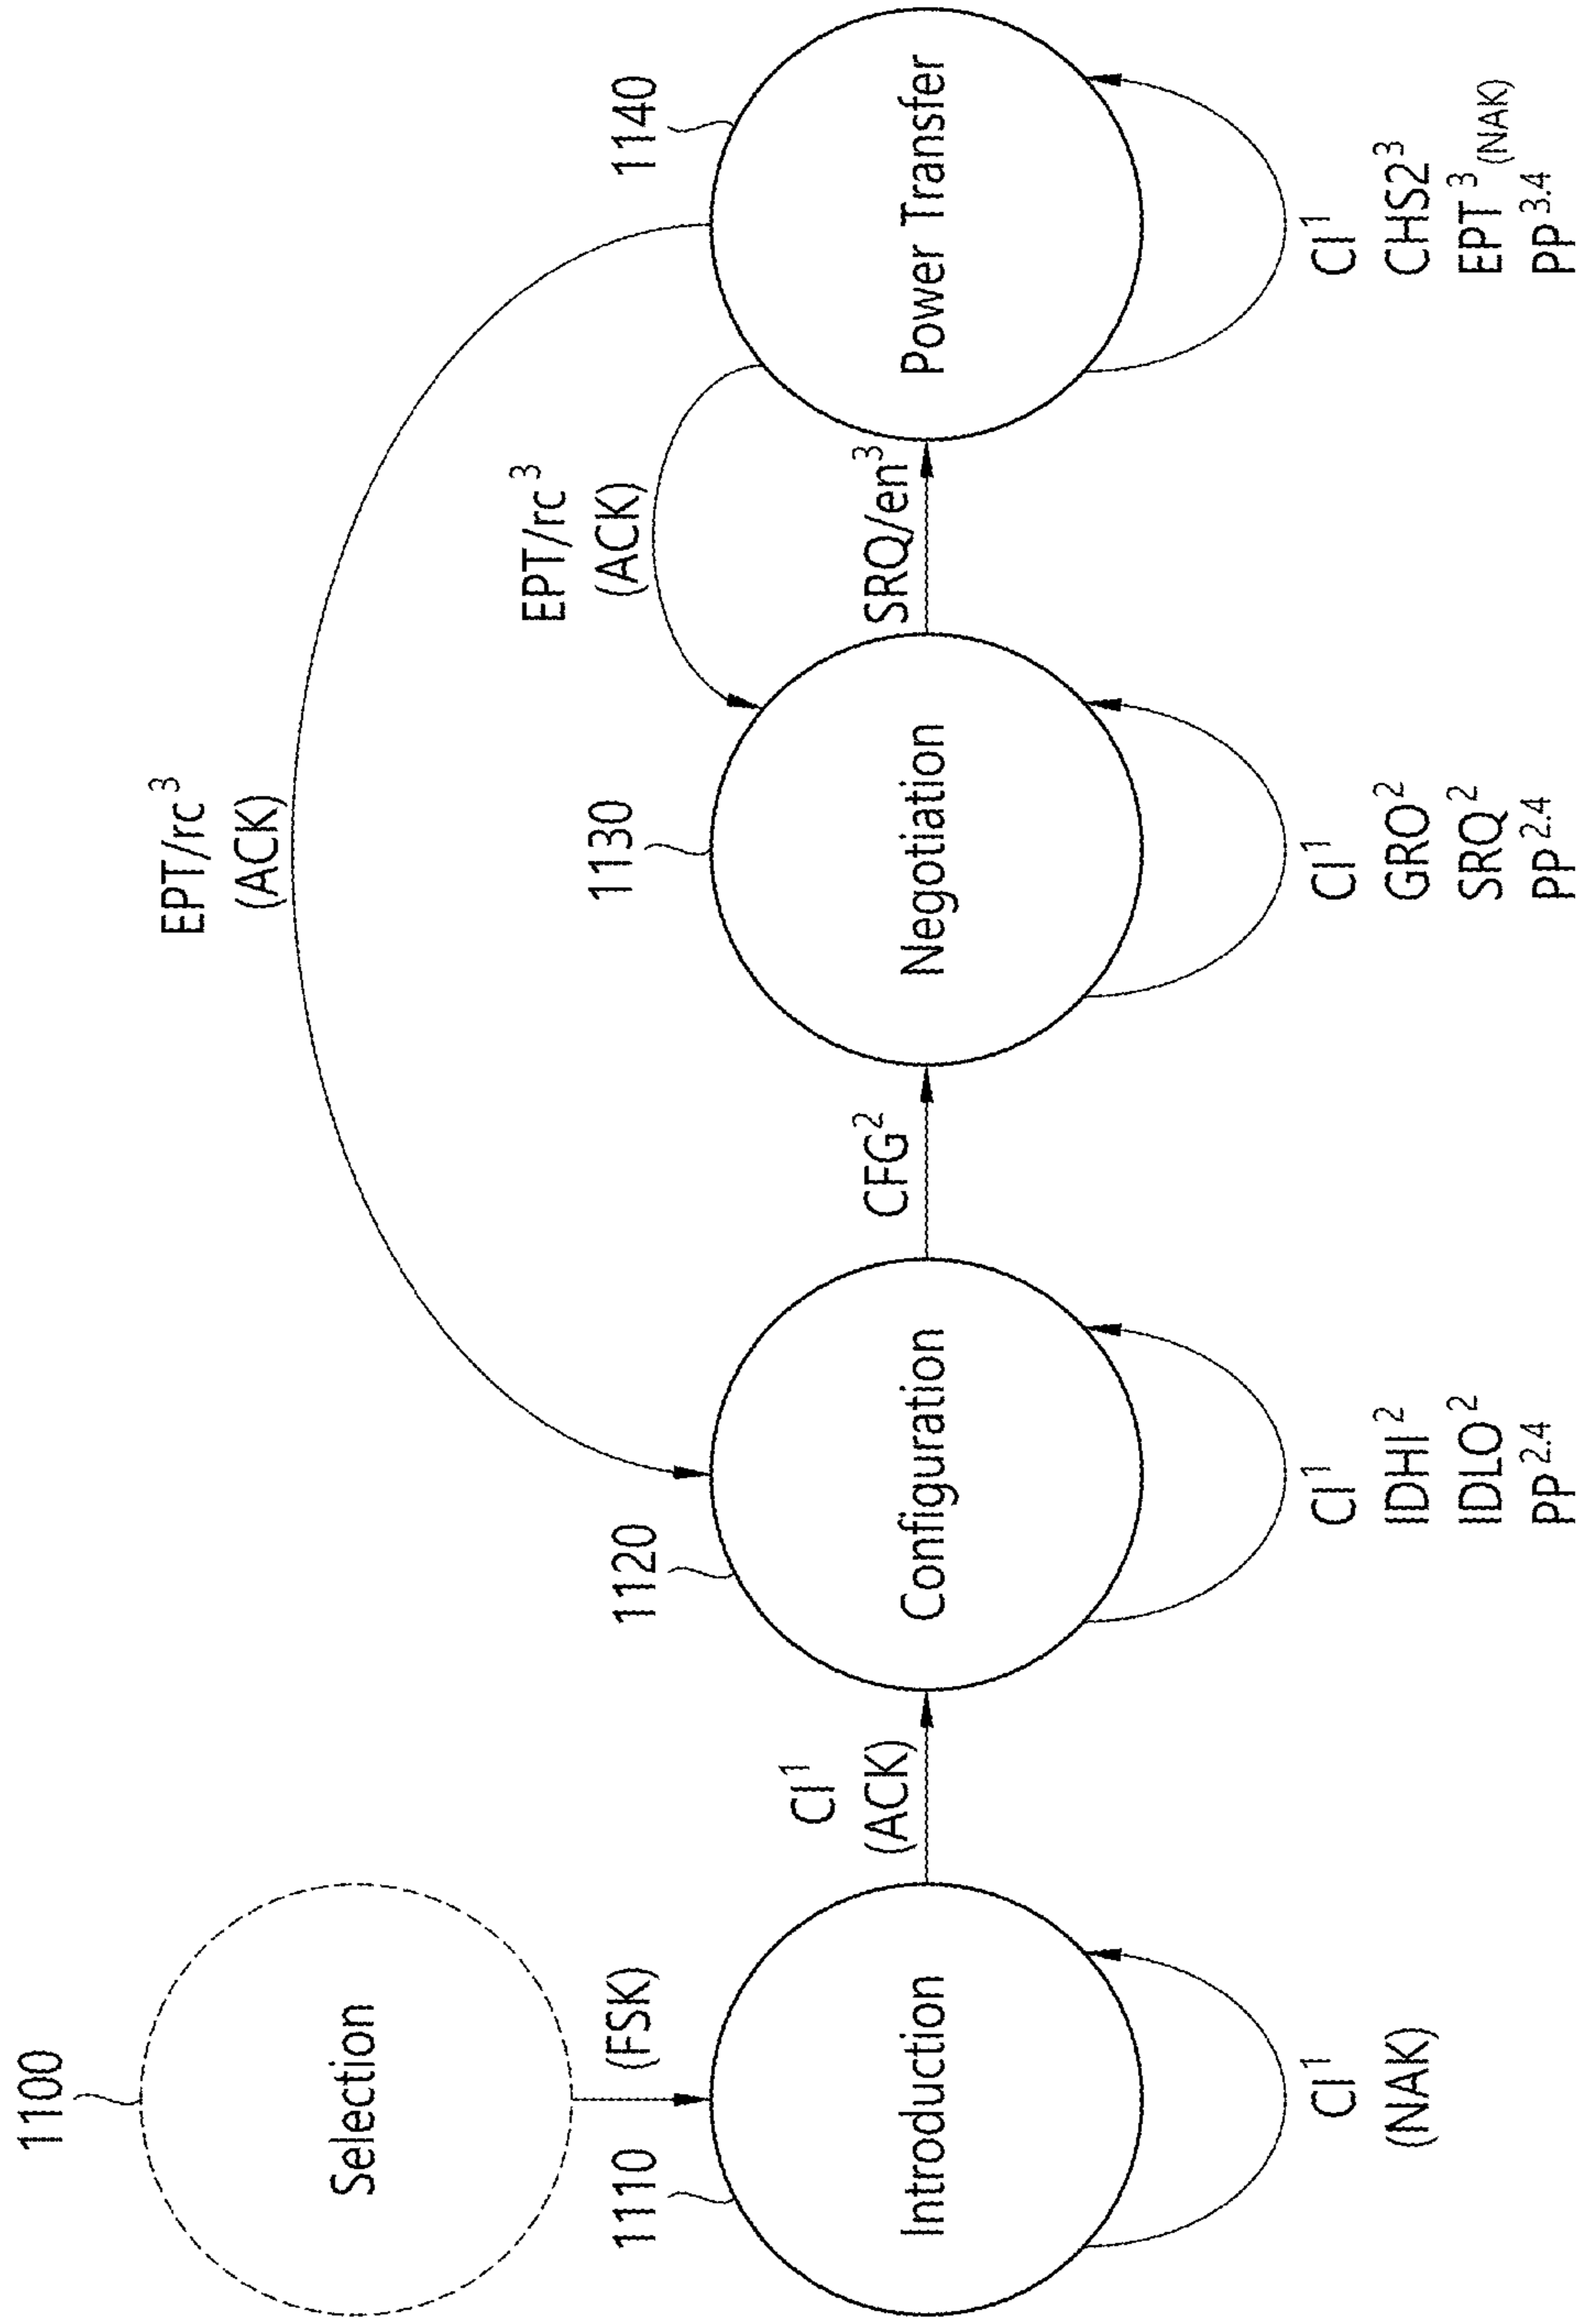 1100
Selection
(FSK)
1110
Introduction
CI¹
(NAK)
CI¹
(ACK)
1120
Configuration
CI¹
IDHI²
IDLO²
PP²·⁴
CFG²
1130
Negotiation
CI¹
GRO²
SRQ²
PP²·⁴
EPT/rc³
(ACK)
EPT/rc³
(ACK)
SRQ/en³
1140
Power Transfer
CI¹
CHS2³
EPT³(NAK)
PP³·⁴